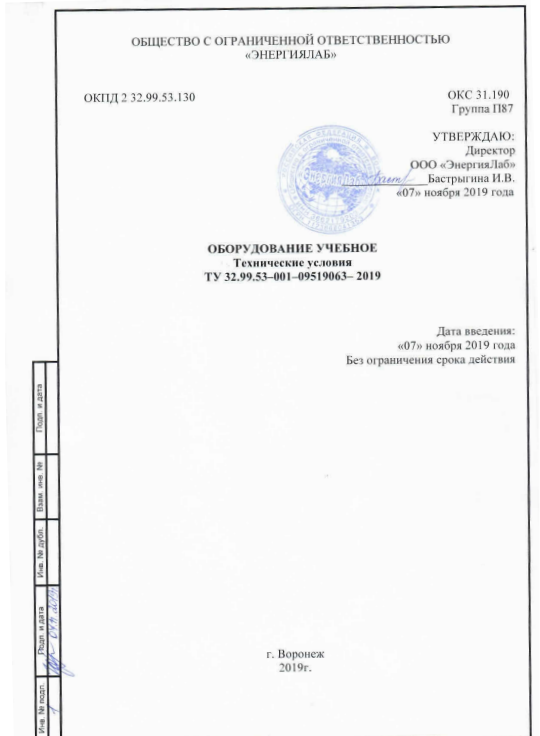 ОБЩЕСТВО С ОГРАНИЧЕННОЙ ОТВЕТСТВЕННОСТЬЮ
«ЭНЕРГИЯЛАБ»
ОКПД 2 32.99.53.130
ОКС 31.190
Группа П87
УТВЕРЖДАЮ:
Директор
ООО «ЭнергияЛаб»
Бастрыгина И.В.
«07» ноября 2019 года
ЭнергияЛаб
ОБОРУДОВАНИЕ УЧЕБНОЕ
Технические условия
ТУ 32.99.53–001–09519063– 2019
Дата введения:
«07» ноября 2019 года
Без ограничения срока действия
Подп. и дата
Взам. инв. №
Инв. № дубл.
Подп. и дата
Инв. № подл.
г. Воронеж
2019г.